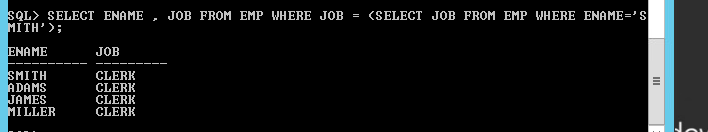 SQL> SELECT ENAME , JOB FROM EMP WHERE JOB = (SELECT JOB FROM EMP WHERE ENAME='S
MITH');
ENAME      JOB
---------- ---------
SMITH      CLERK
ADAMS      CLERK
JAMES      CLERK
MILLER     CLERK